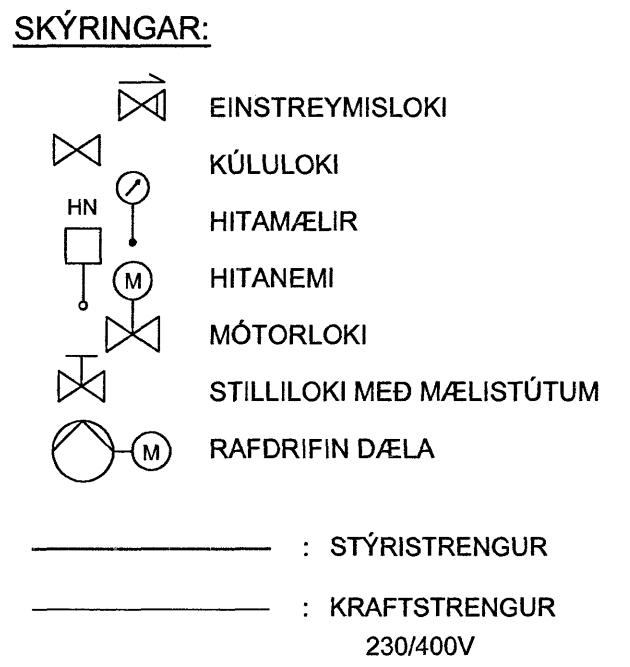 SKÝRINGAR:
EINSTREYMISLOKI
KÚLULOKI
HN
HITAMÆLIR
M
HITANEMI
MÓTORLOKI
STILLILOKI MEÐ MÆLISTÚTUM
M
RAFDRIFIN DÆLA
: STÝRISTRENGUR
: KRAFTSTRENGUR
230/400V